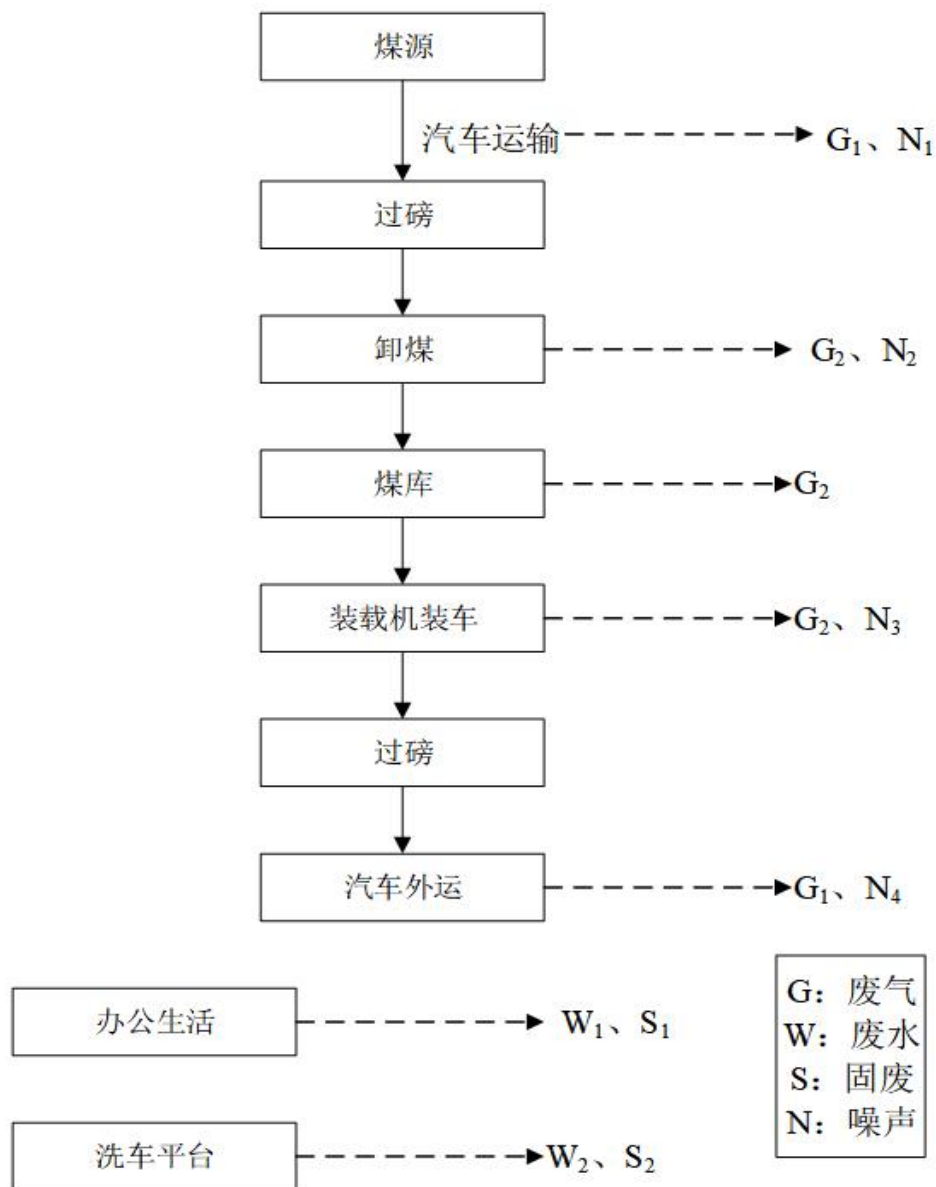 煤源
汽车运输 G₁、N₁
过磅
卸煤 G₂、N₂
煤库 G₂
装载机装车 G₂、N₃
过磅
汽车外运 G₁、N₄
办公生活 W₁、S₁
洗车平台 W₂、S₂
G：废气
W：废水
S：固废
N：噪声